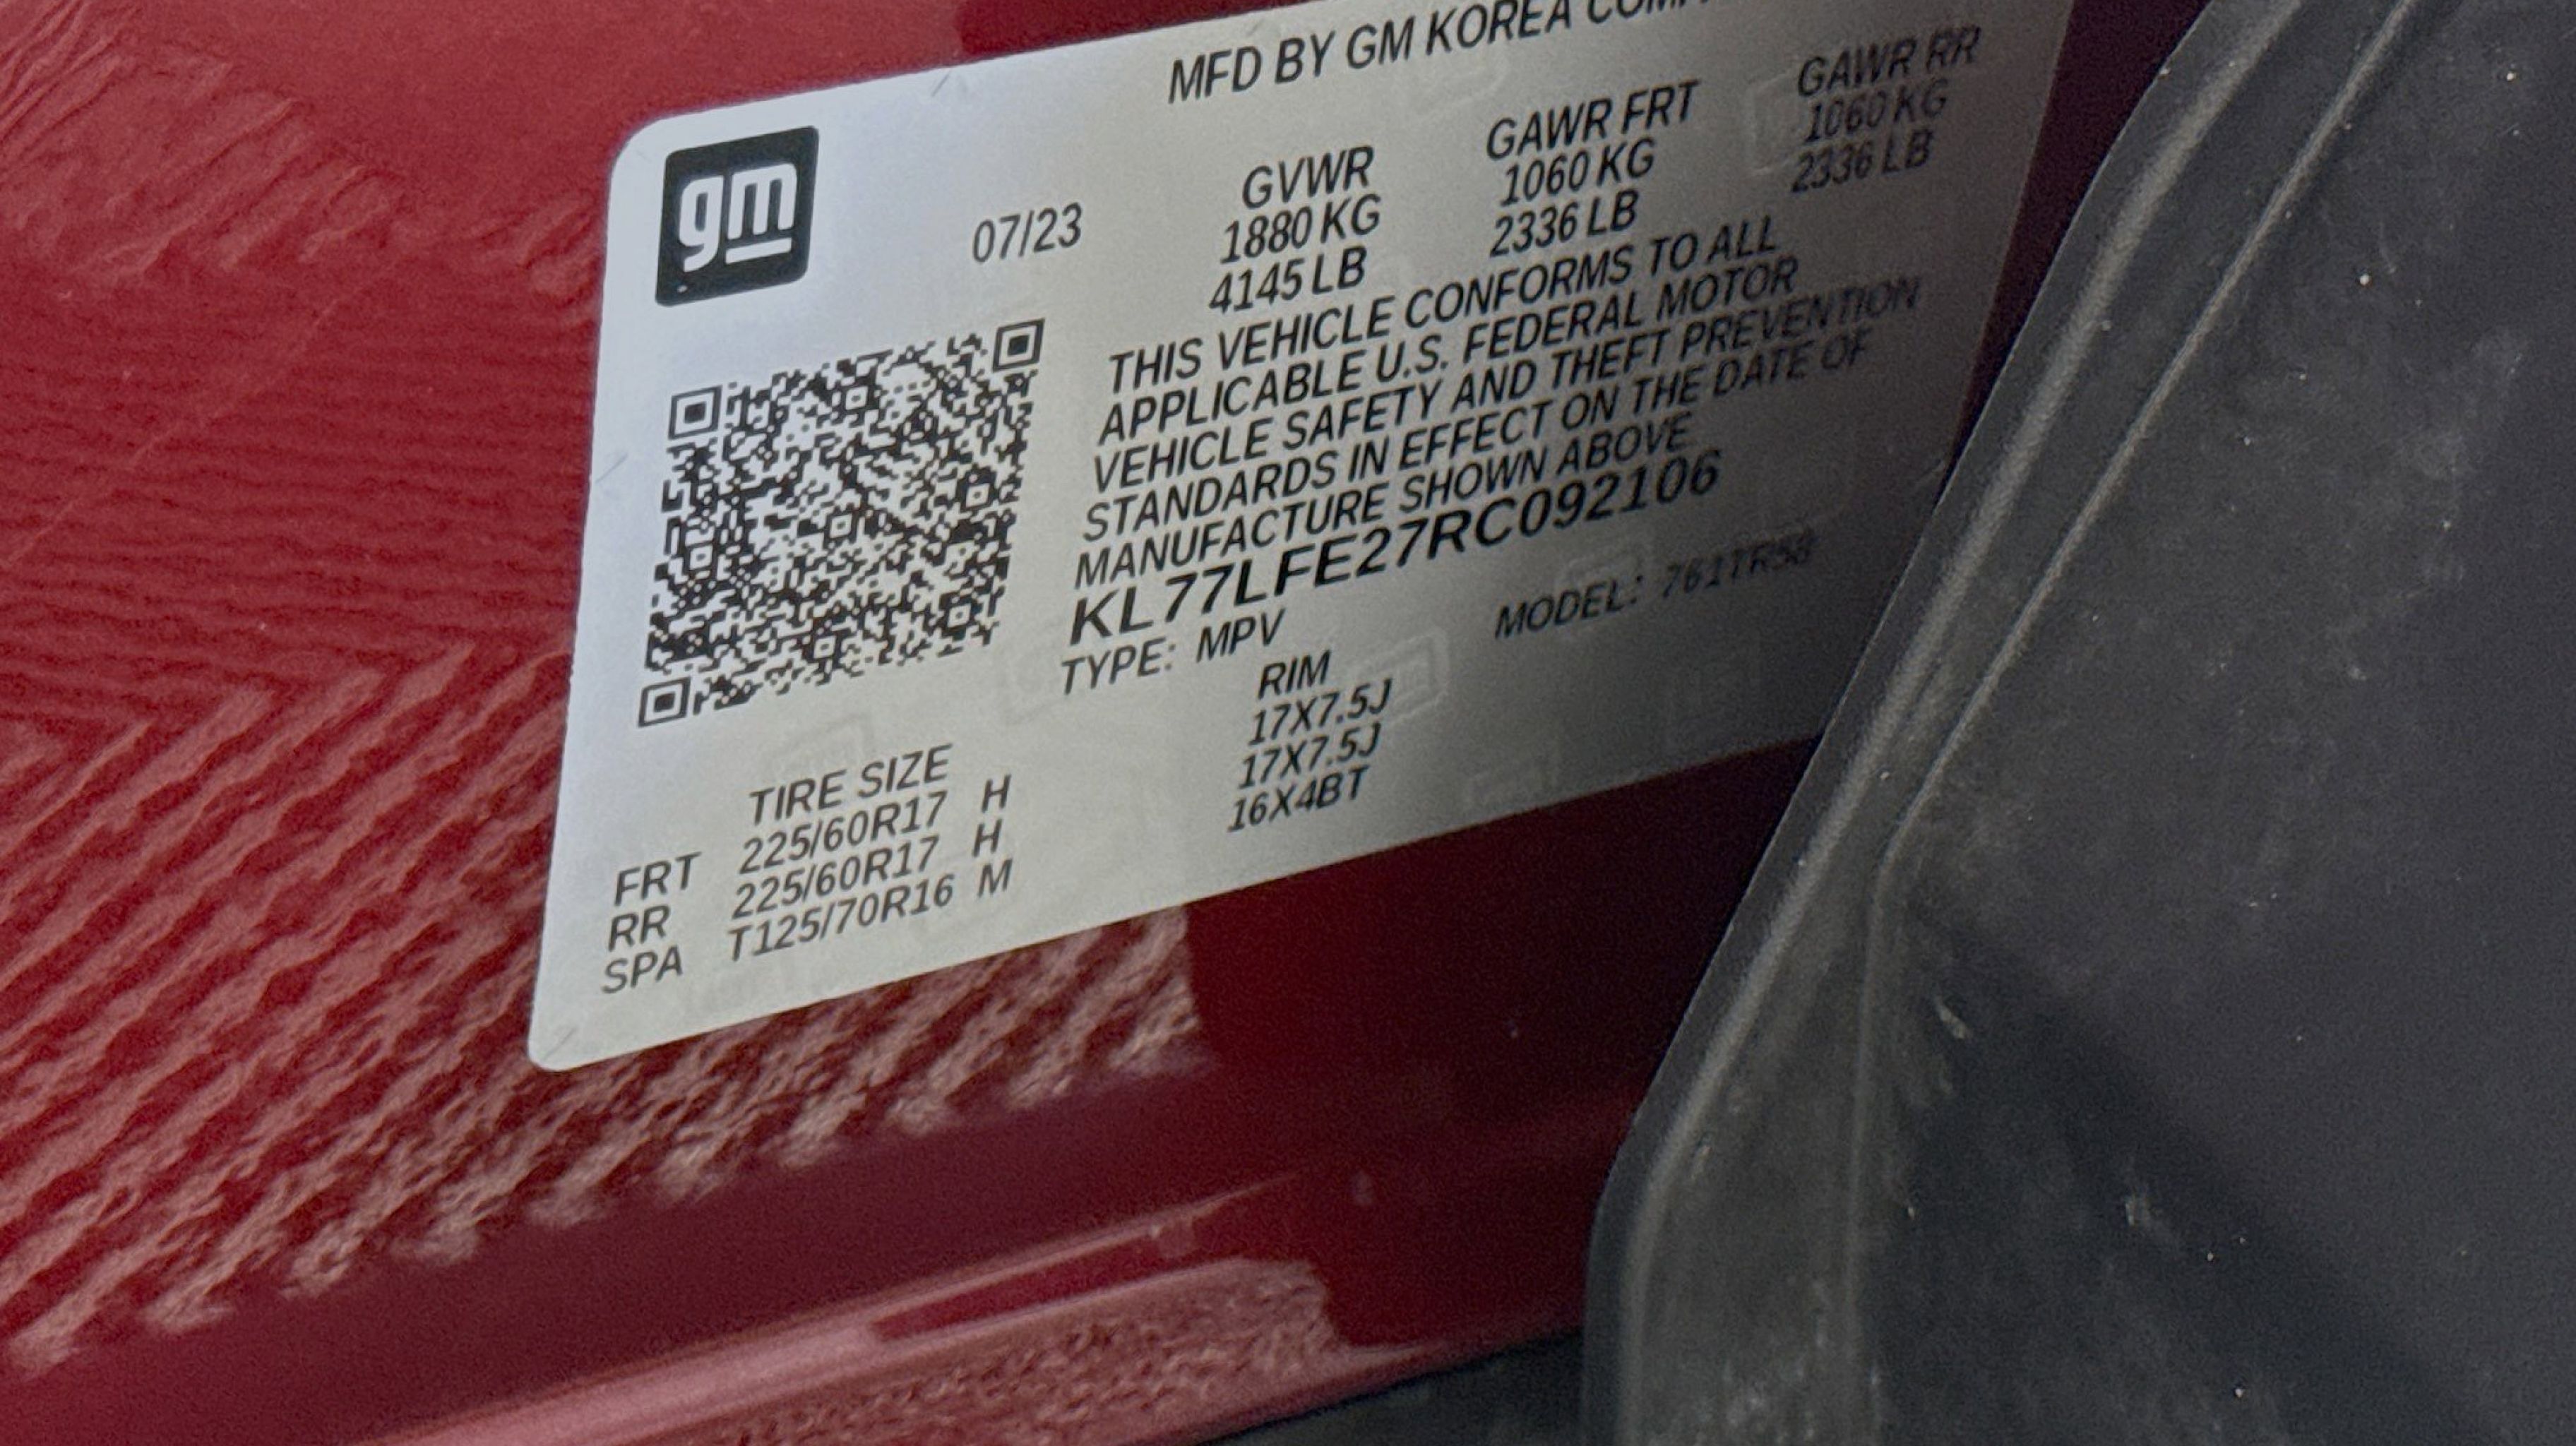 MFD BY GM KOREA
gm
07/23
GVWR GAWR FRT GAWR RR
1880 KG 1060 KG 1060 KG
4145 LB 2336 LB 2336 LB
THIS VEHICLE CONFORMS TO ALL
APPLICABLE U.S. FEDERAL MOTOR
VEHICLE SAFETY AND THEFT PREVENTION
STANDARDS IN EFFECT ON THE DATE OF
MANUFACTURE SHOWN ABOVE
KL77LFE27RC092106
TYPE: MPV MODEL:
TIRE SIZE RIM
FRT 225/60R17 H 17X7.5J
RR 225/60R17 H 17X7.5J
SPA T125/70R16 M 16X4BT